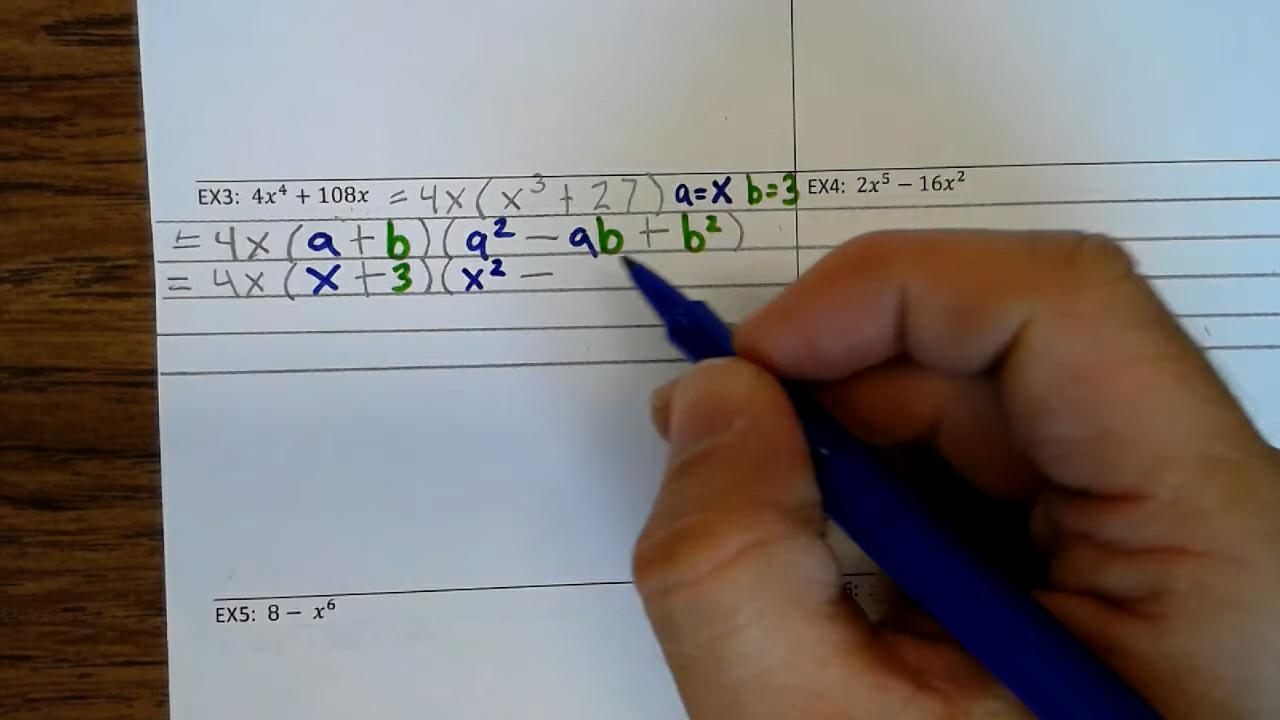 EX3: 4x⁴ + 108x = 4x(x³ + 27) a=x b=3
EX4: 2x⁵ − 16x²
= 4x(a + b)(a² − ab + b²)
= 4x(x + 3)(x² −
EX5: 8 − x⁶
6: